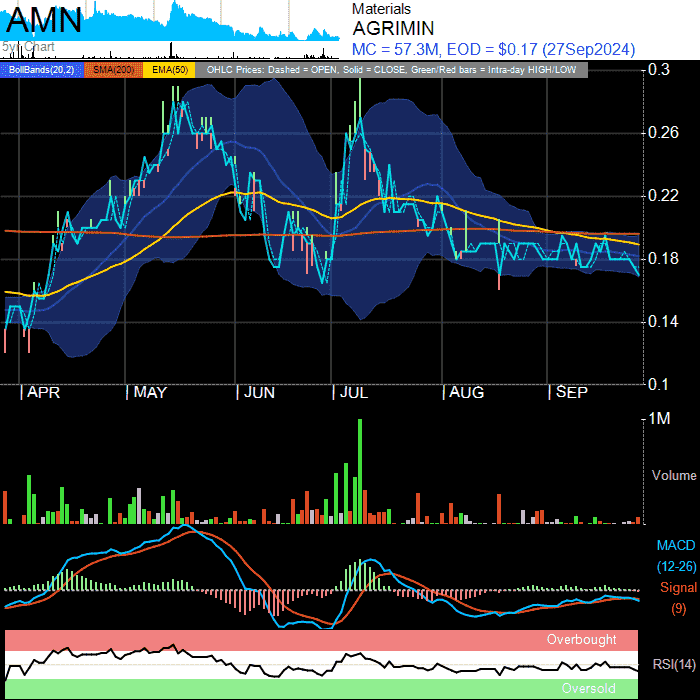 AMN
5yr Chart
Materials
AGRIMIN
MC = 57.3M, EOD = $0.17 (27Sep2024)
BollBands(20,2) SMA(200) EMA(50) OHLC Prices: Dashed = OPEN, Solid = CLOSE, Green/Red bars = Intra-day HIGH/LOW
0.3
0.26
0.22
0.18
0.14
0.1
APR MAY JUN JUL AUG SEP
1M
Volume
MACD
(12-26)
Signal
(9)
Overbought
RSI(14)
Oversold